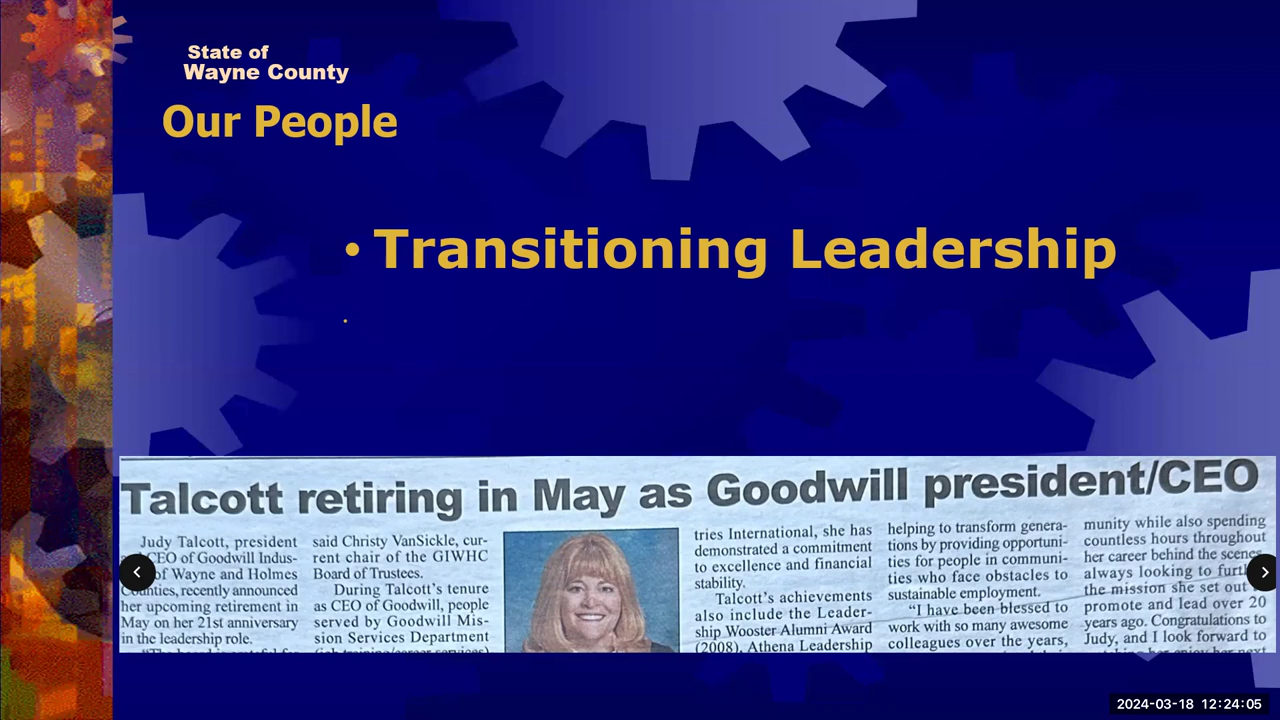 State of
Wayne County
Our People
• Transitioning Leadership
Talcott retiring in May as Goodwill president/CEO
Judy Talcott, president
CEO of Goodwill Indus-
of Wayne and Holmes
Counties, recently announced
her upcoming retirement in
May on her 21st anniversary
in the leadership role.
said Christy VanSickle, cur-
rent chair of the GIWHC
Board of Trustees.
During Talcott's tenure
as CEO of Goodwill, people
served by Goodwill Mis-
sion Services Department
(job training/career services)
tries International, she has
demonstrated a commitment
to excellence and financial
stability.
Talcott's achievements
also include the Leader-
ship Wooster Alumni Award
(2008), Athena Leadership
helping to transform genera-
tions by providing opportuni-
ties for people in communi-
ties who face obstacles to
sustainable employment.
"I have been blessed to
work with so many awesome
colleagues over the years,
munity while also spending
countless hours throughout
her career behind the scenes,
always looking to
the mission she set out
promote and lead over 20
years ago. Congratulations to
Judy, and I look forward to
2024-03-18 12:24:05